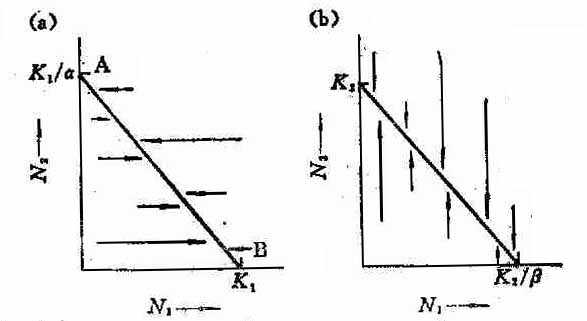 (a)
K₁/α
A
N₂
B
K₁
N₁
(b)
K₂
N₂
K₂/β
N₁